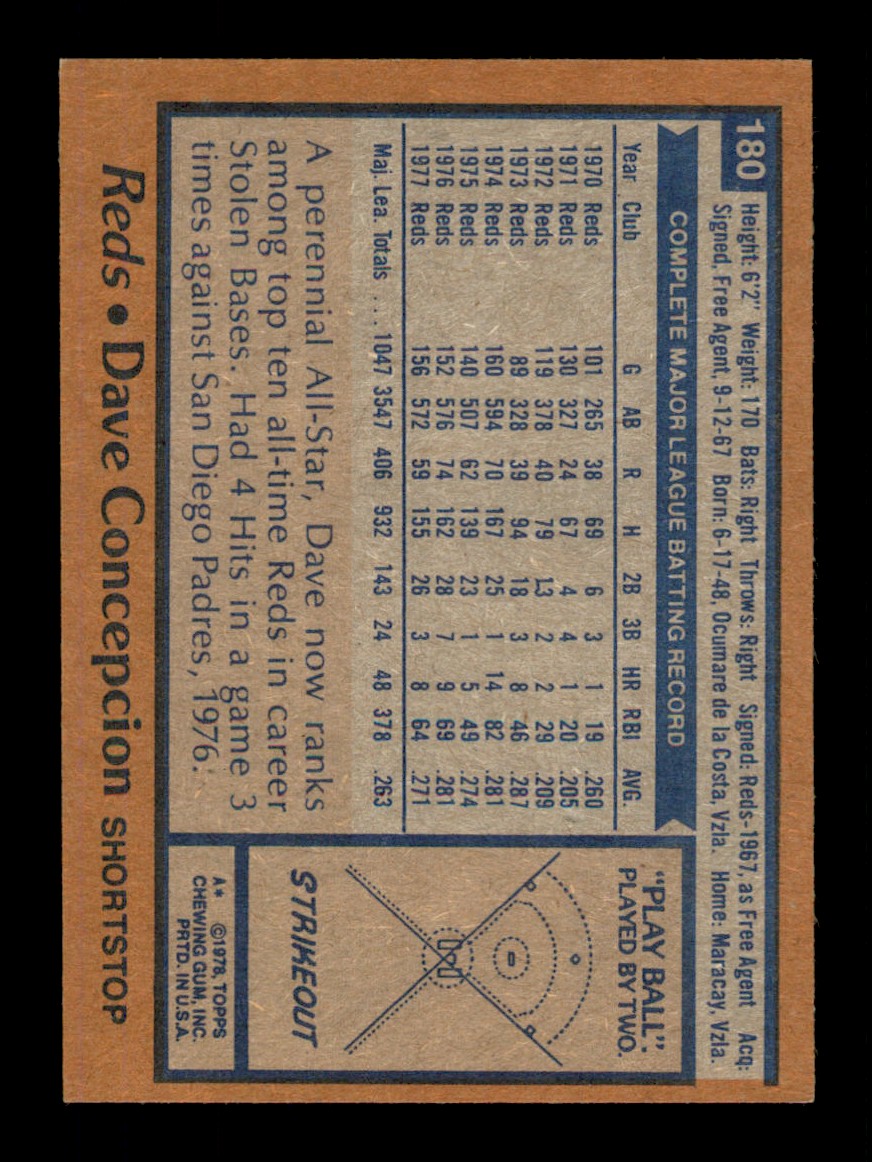 180
Height: 6'2" Weight: 170 Bats: Right Throws: Right Signed: Reds-1967, as Free Agent Acq:
Signed, Free Agent, 9-12-67 Born: 6-17-48, Ocumare de la Costa, Vzla. Home: Maracay, Vzla.
COMPLETE MAJOR LEAGUE BATTING RECORD
Year Club G AB R H 2B 3B HR RBI AVG.
1970 Reds 101 265 38 69 6 3 1 19 .260
1971 Reds 130 327 24 67 4 4 1 20 .205
1972 Reds 119 378 40 79 13 2 2 29 .209
1973 Reds 89 328 39 94 18 3 8 46 .287
1974 Reds 160 594 70 167 25 1 14 82 .281
1975 Reds 140 507 62 139 23 1 5 49 .274
1976 Reds 152 576 74 162 28 7 9 69 .281
1977 Reds 156 572 59 155 26 3 8 64 .271
Maj. Lea. Totals ... 1047 3547 406 932 143 24 48 378 .263
A perennial All-Star, Dave now ranks
among top ten all-time Reds in career
Stolen Bases. Had 4 Hits in a game 3
times against San Diego Padres, 1976.
"PLAY BALL".
PLAYED BY TWO.
STRIKEOUT
A* ©1978, TOPPS
CHEWING GUM, INC.
PRTD. IN U.S.A.
Reds • Dave Concepcion SHORTSTOP